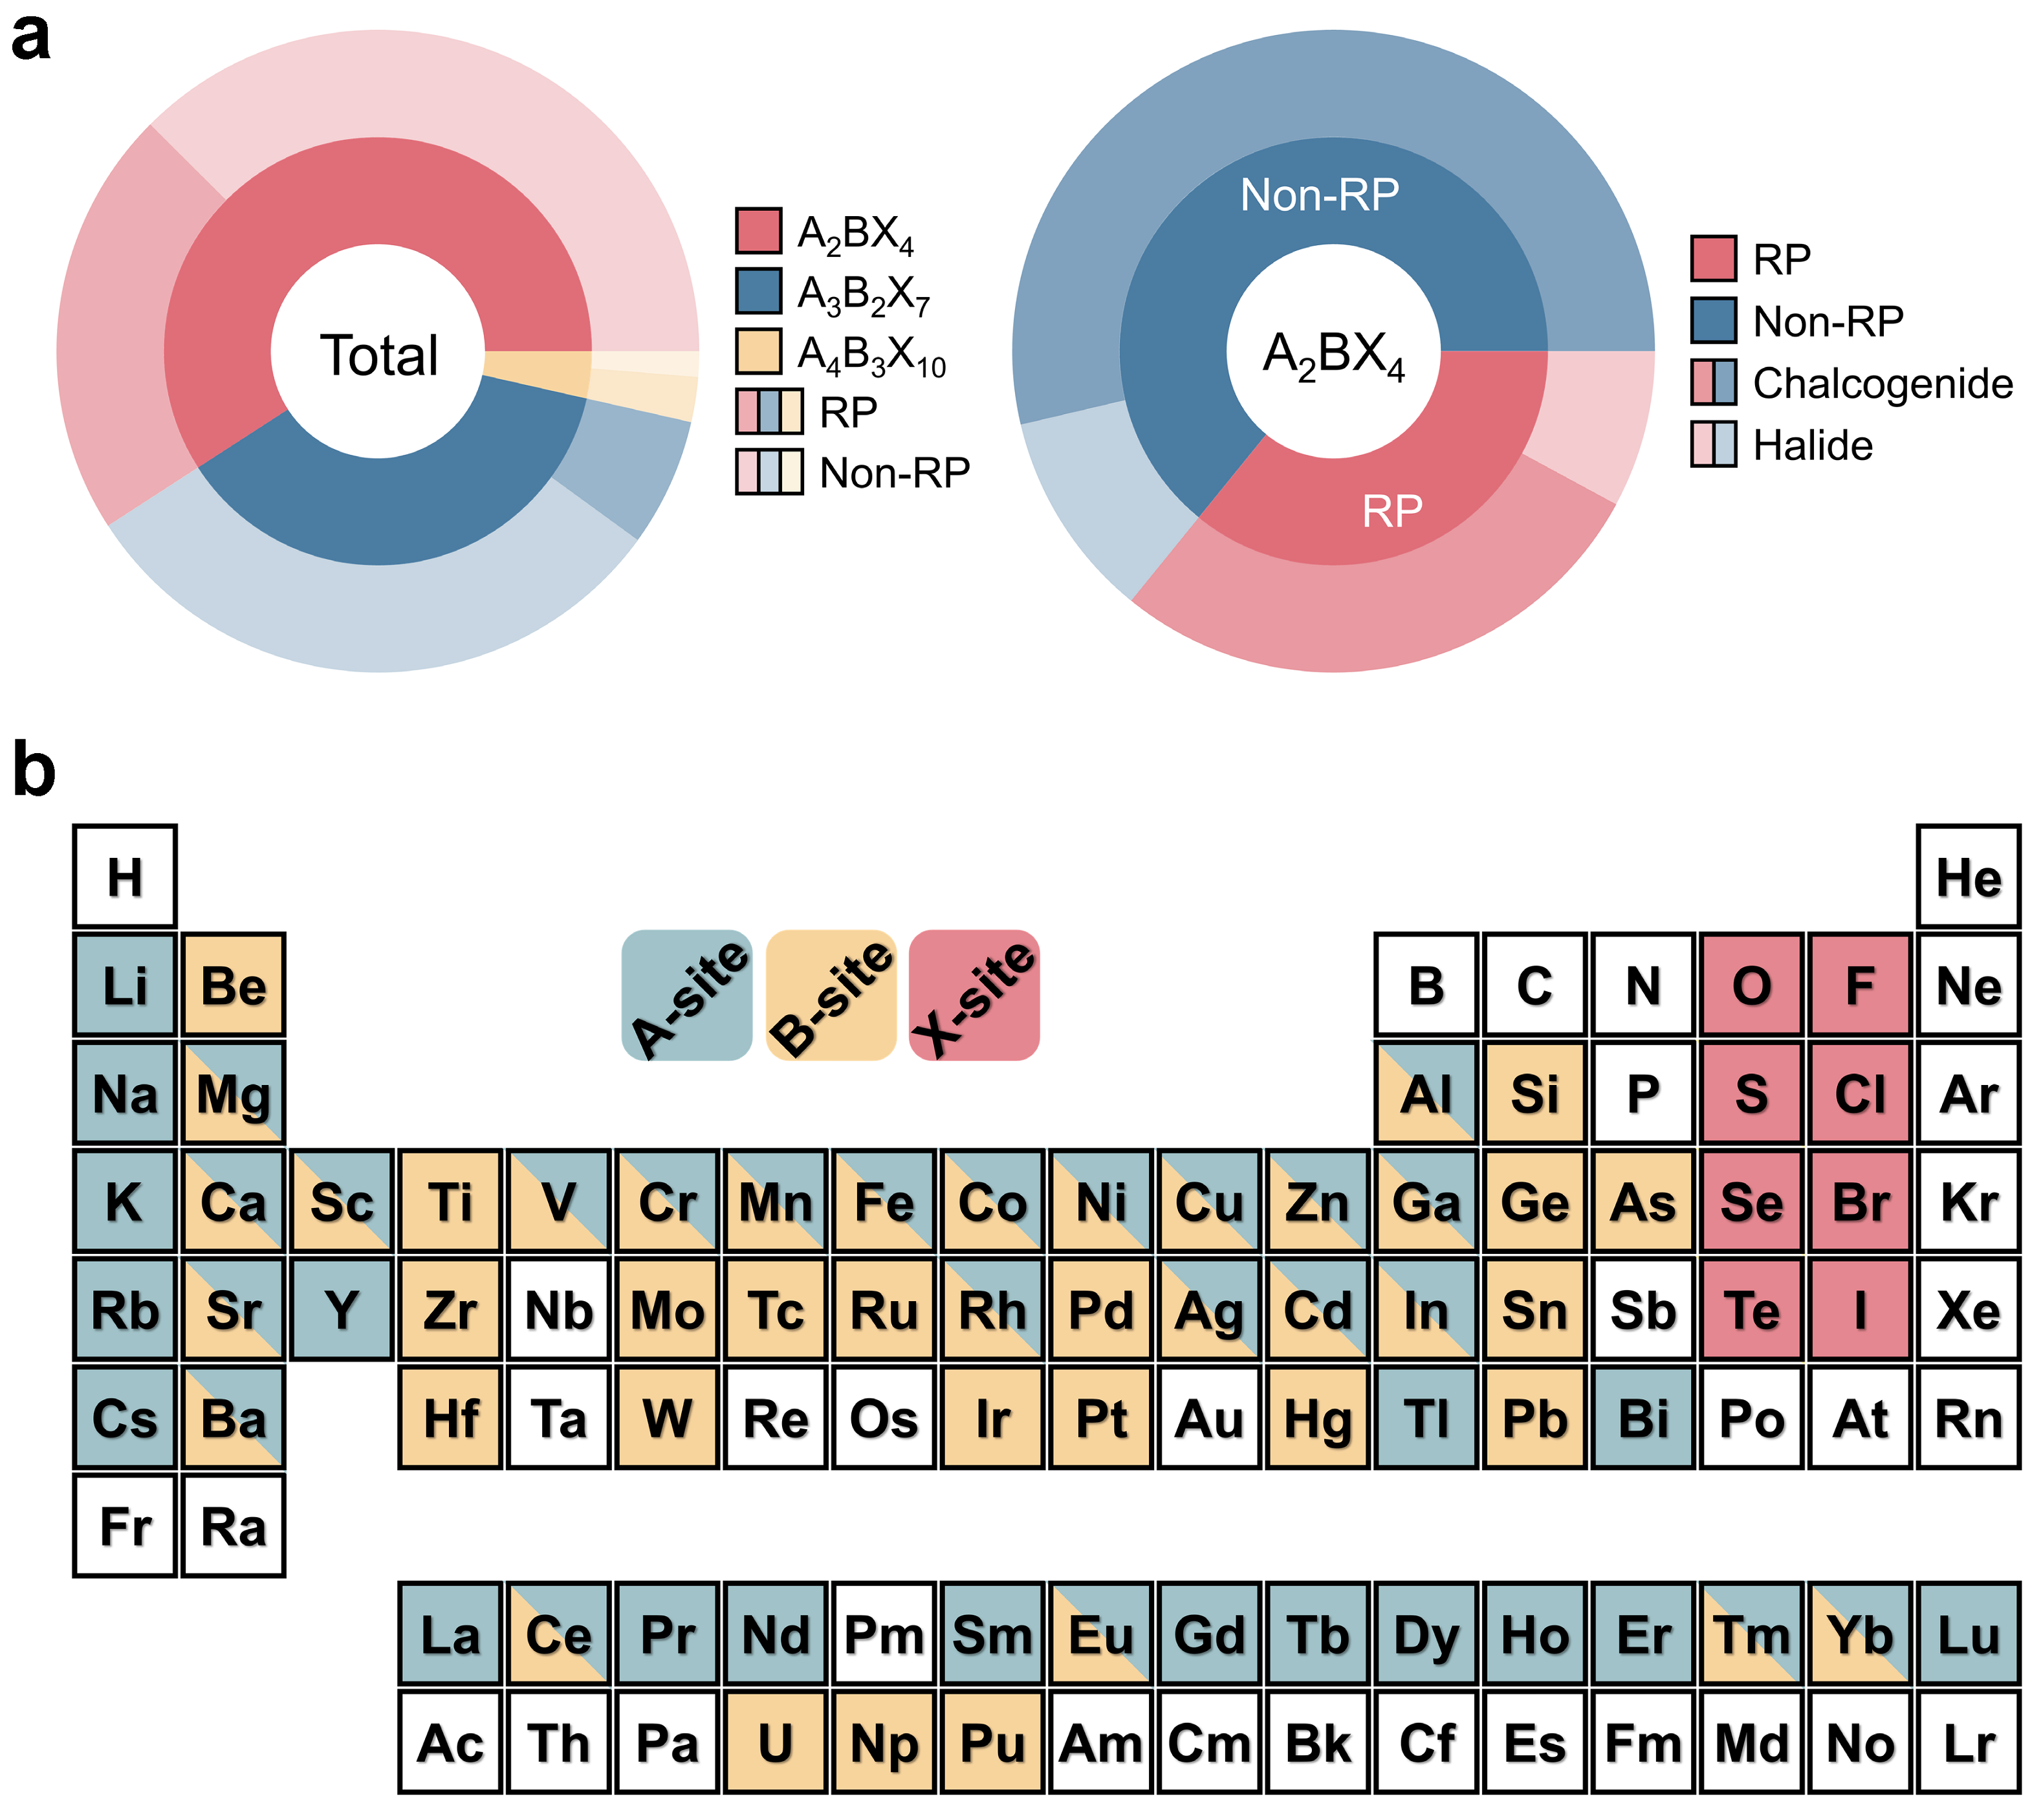 a
Total
A₂BX₄
A₃B₂X₇
A₄B₃X₁₀
RP
Non-RP
Non-RP
A₂BX₄
RP
RP
Non-RP
Chalcogenide
Halide
b
H He
Li Be B C N O F Ne
A-site B-site X-site
Na Mg Al Si P S Cl Ar
K Ca Sc Ti V Cr Mn Fe Co Ni Cu Zn Ga Ge As Se Br Kr
Rb Sr Y Zr Nb Mo Tc Ru Rh Pd Ag Cd In Sn Sb Te I Xe
Cs Ba Hf Ta W Re Os Ir Pt Au Hg Tl Pb Bi Po At Rn
Fr Ra
La Ce Pr Nd Pm Sm Eu Gd Tb Dy Ho Er Tm Yb Lu
Ac Th Pa U Np Pu Am Cm Bk Cf Es Fm Md No Lr